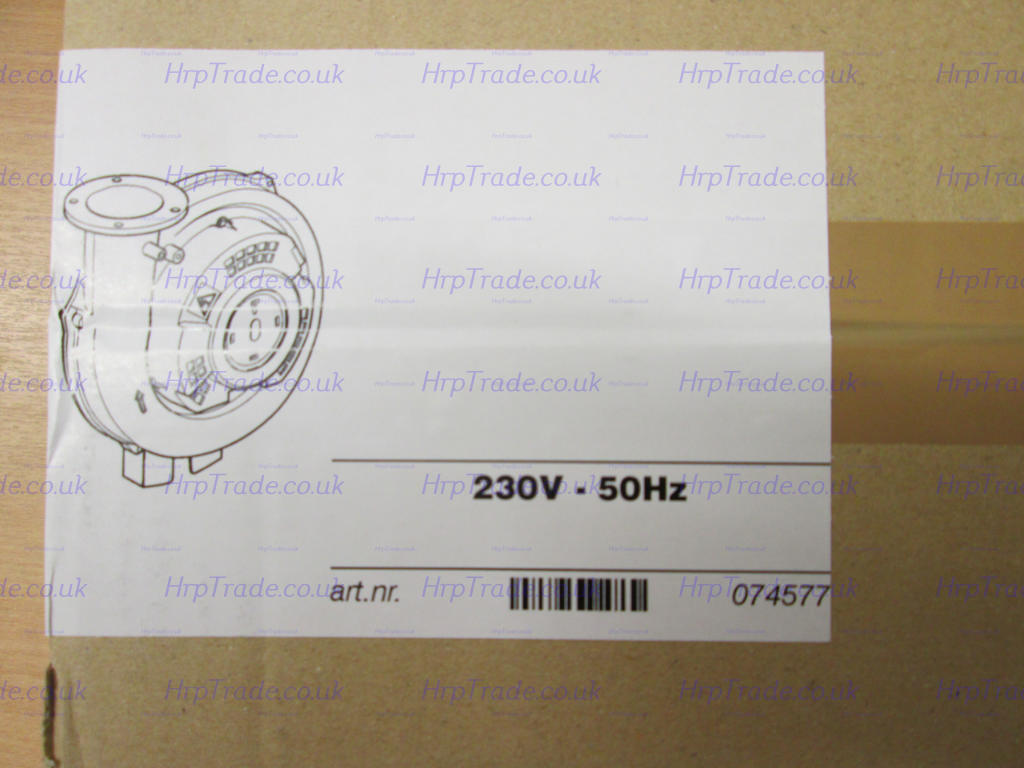 HrpTrade.co.uk
230V - 50Hz
art.nr. 074577